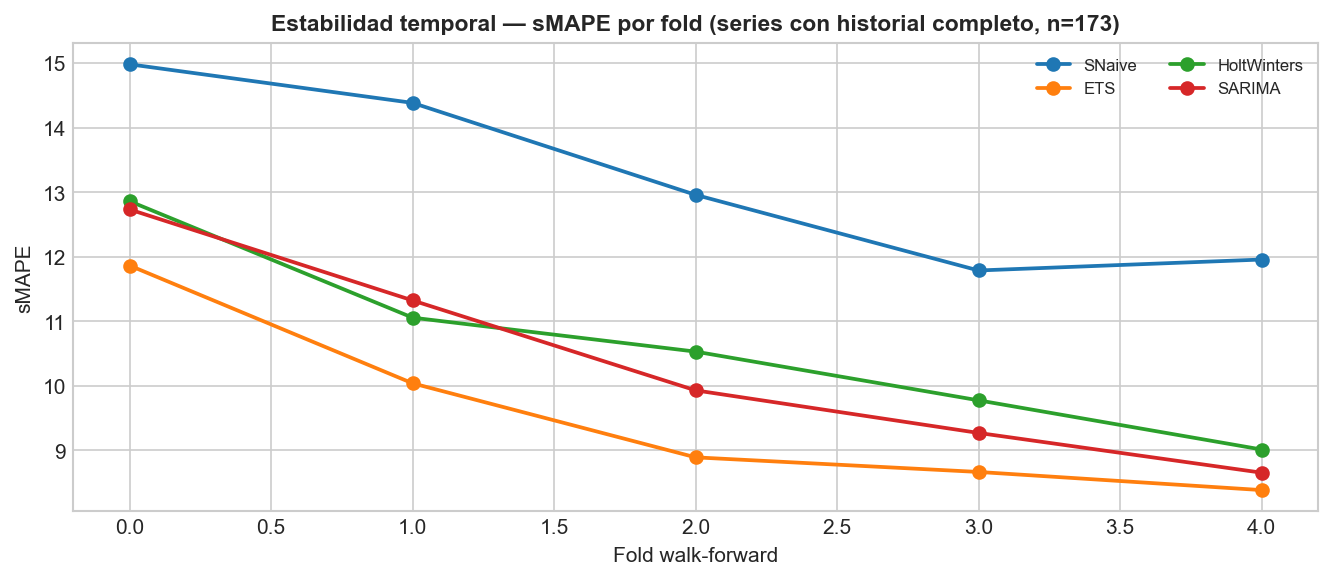 Estabilidad temporal — sMAPE por fold (series con historial completo, n=173)
SNaive
ETS
HoltWinters
SARIMA
15
14
13
12
11
10
9
sMAPE
0.0 0.5 1.0 1.5 2.0 2.5 3.0 3.5 4.0
Fold walk-forward